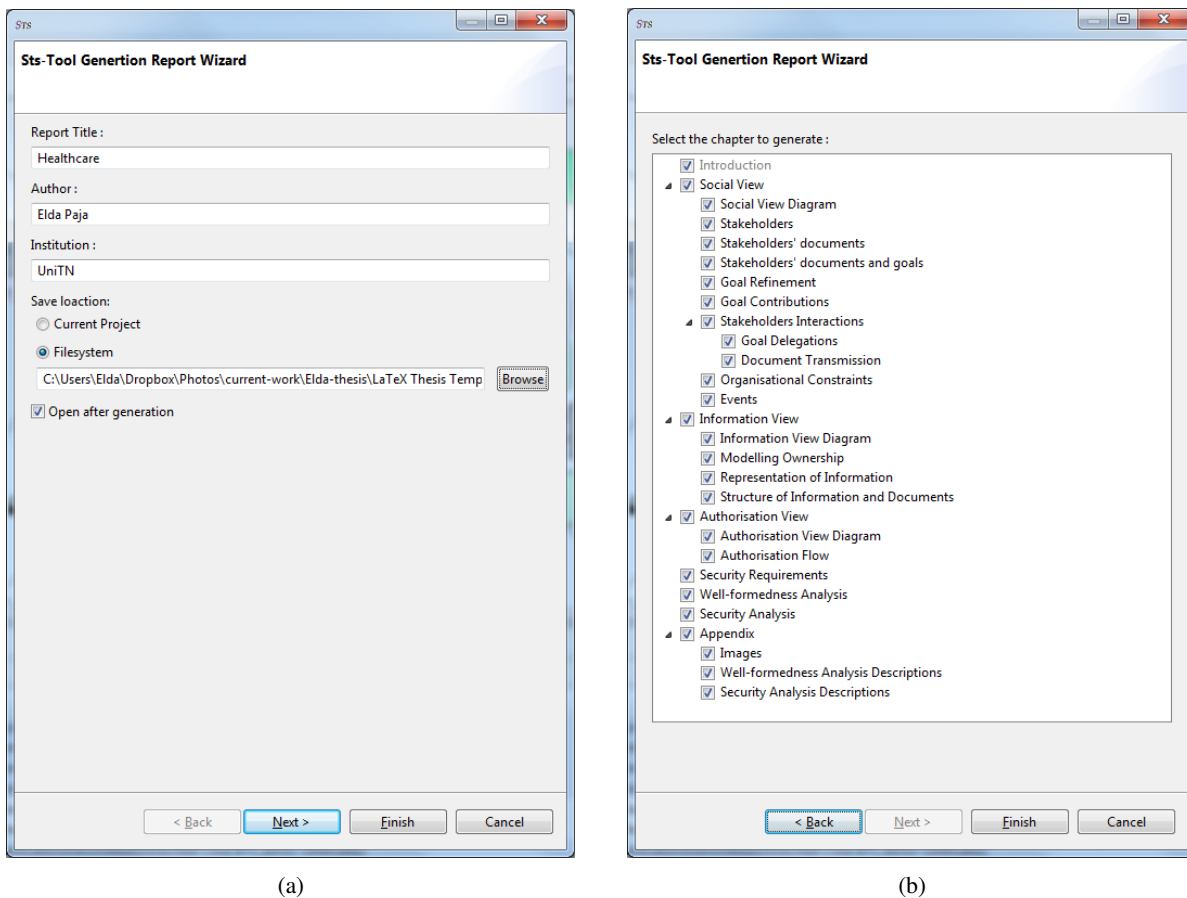 STS
Sts-Tool Genertion Report Wizard
Report Title :
Healthcare
Author :
Elda Paja
Institution :
UniTN
Save loaction:
Current Project
Filesystem
C:\Users\Elda\Dropbox\Photos\current-work\Elda-thesis\LaTeX Thesis Temp
Browse
Open after generation
< Back
Next >
Finish
Cancel
(a)
STS
Sts-Tool Genertion Report Wizard
Select the chapter to generate :
Introduction
Social View
Social View Diagram
Stakeholders
Stakeholders' documents
Stakeholders' documents and goals
Goal Refinement
Goal Contributions
Stakeholders Interactions
Goal Delegations
Document Transmission
Organisational Constraints
Events
Information View
Information View Diagram
Modelling Ownership
Representation of Information
Structure of Information and Documents
Authorisation View
Authorisation View Diagram
Authorisation Flow
Security Requirements
Well-formedness Analysis
Security Analysis
Appendix
Images
Well-formedness Analysis Descriptions
Security Analysis Descriptions
< Back
Next >
Finish
Cancel
(b)